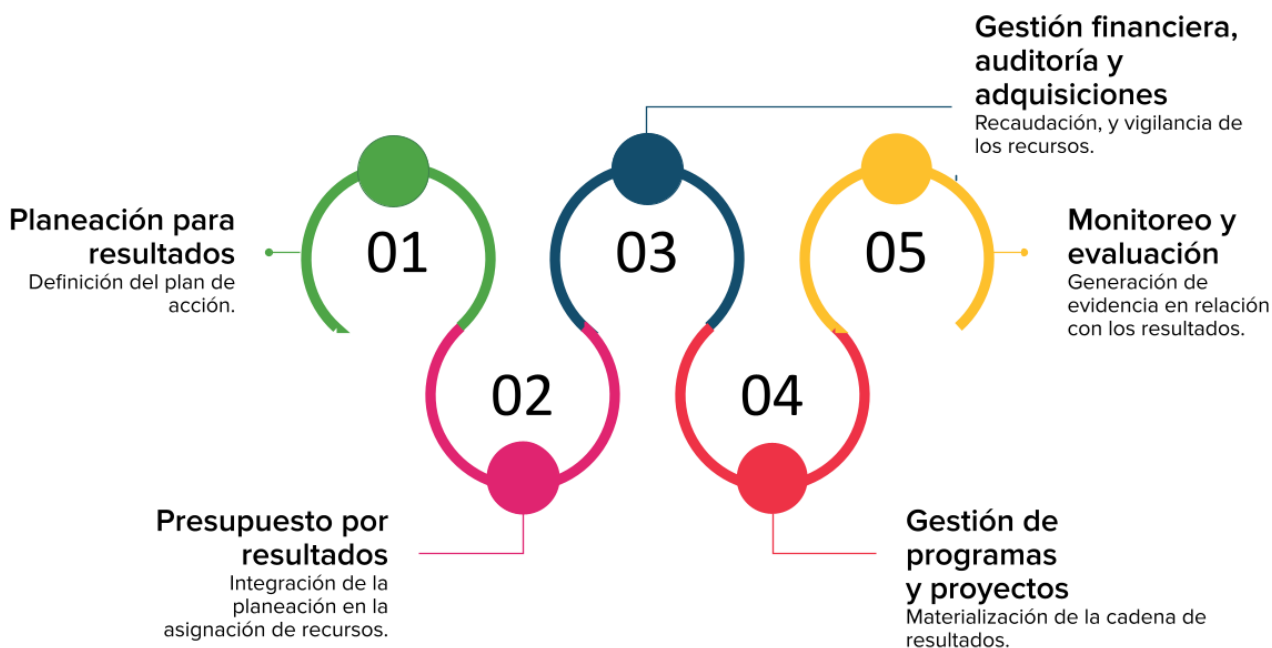 01
Planeación para
resultados
Definición del plan de
acción.
02
Presupuesto por
resultados
Integración de la
planeación en la
asignación de recursos.
03
Gestión financiera,
auditoría y
adquisiciones
Recaudación, y vigilancia de
los recursos.
04
Gestión de
programas
y proyectos
Materialización de la cadena de
resultados.
05
Monitoreo y
evaluación
Generación de
evidencia en relación
con los resultados.